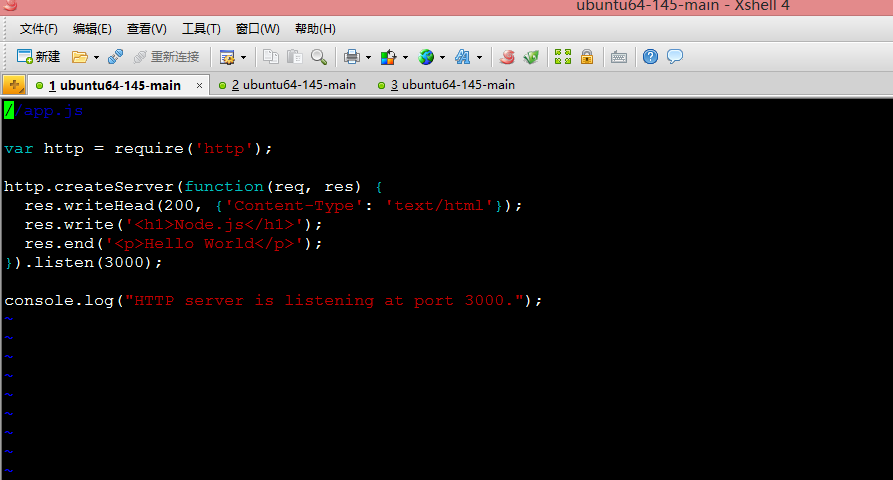 ubuntu64-145-main - Xshell 4
文件(F) 编辑(E) 查看(V) 工具(T) 窗口(W) 帮助(H)
新建 重新连接
1 ubuntu64-145-main × 2 ubuntu64-145-main 3 ubuntu64-145-main
//app.js
var http = require('http');
http.createServer(function(req, res) {
  res.writeHead(200, {'Content-Type': 'text/html'});
  res.write('<h1>Node.js</h1>');
  res.end('<p>Hello World</p>');
}).listen(3000);
console.log("HTTP server is listening at port 3000.");
~
~
~
~
~
~
~
~
~